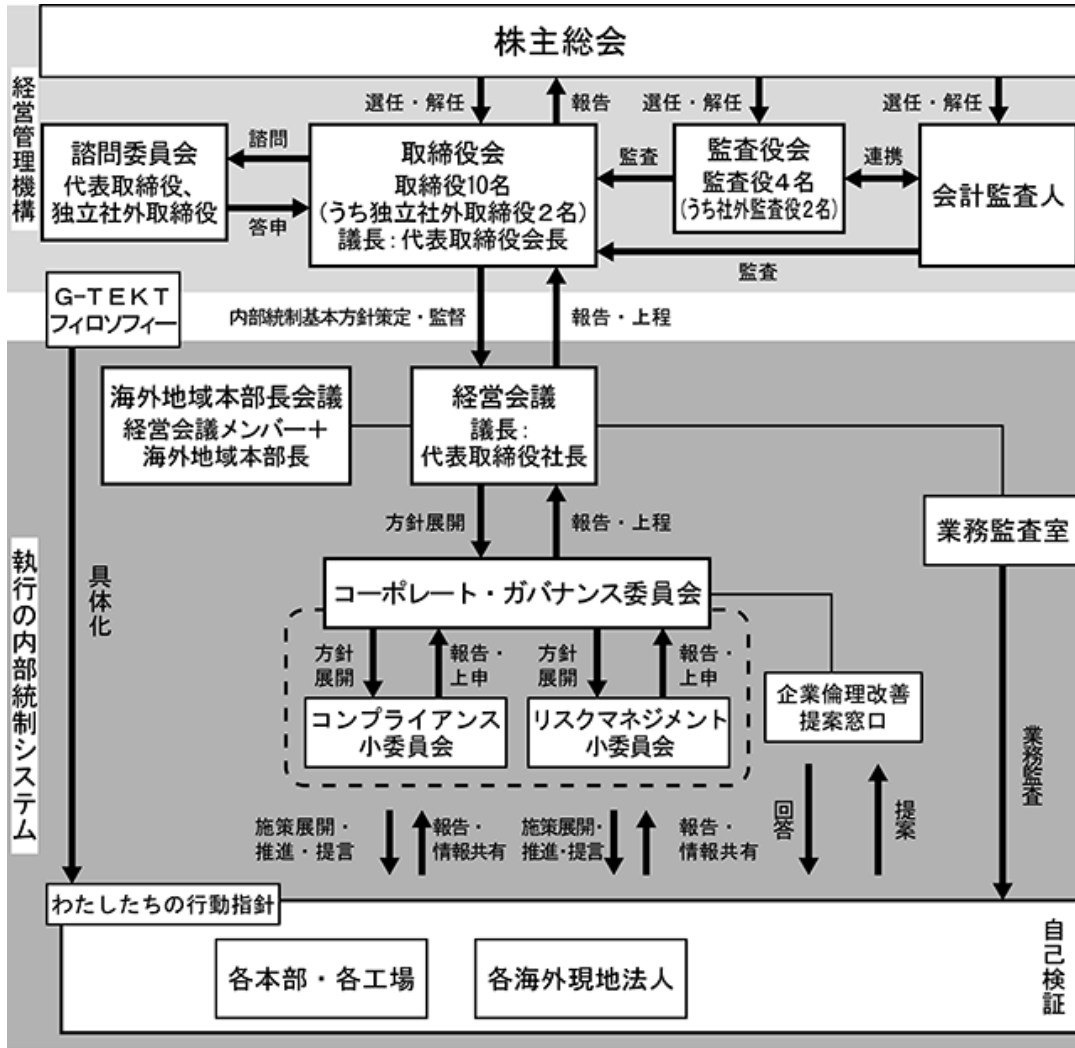 株主総会
経営管理機構
選任・解任
報告
選任・解任
選任・解任
諮問委員会
代表取締役、
独立社外取締役
諮問
答申
取締役会
取締役10名
(うち独立社外取締役2名)
議長:代表取締役会長
監査
監査役会
監査役4名
(うち社外監査役2名)
連携
会計監査人
監査
G-TEKT
フィロソフィー
内部統制基本方針策定・監督
報告・上程
執行の内部統制システム
具体化
海外地域本部長会議
経営会議メンバー+
海外地域本部長
経営会議
議長:
代表取締役社長
業務監査室
方針展開
報告・上程
コーポレート・ガバナンス委員会
方針
展開
報告・
上申
方針
展開
報告・
上申
コンプライアンス
小委員会
リスクマネジメント
小委員会
企業倫理改善
提案窓口
業務監査
施策展開・
推進・提言
報告・
情報共有
施策展開・
推進・提言
報告・
情報共有
回答
提案
わたしたちの行動指針
各本部・各工場
各海外現地法人
自己検証